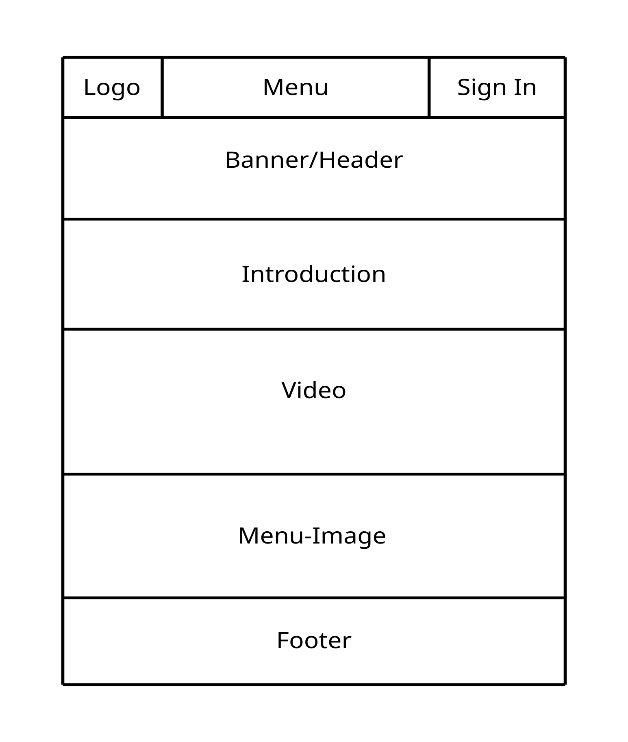 Logo
Menu
Sign In
Banner/Header
Introduction
Video
Menu-Image
Footer